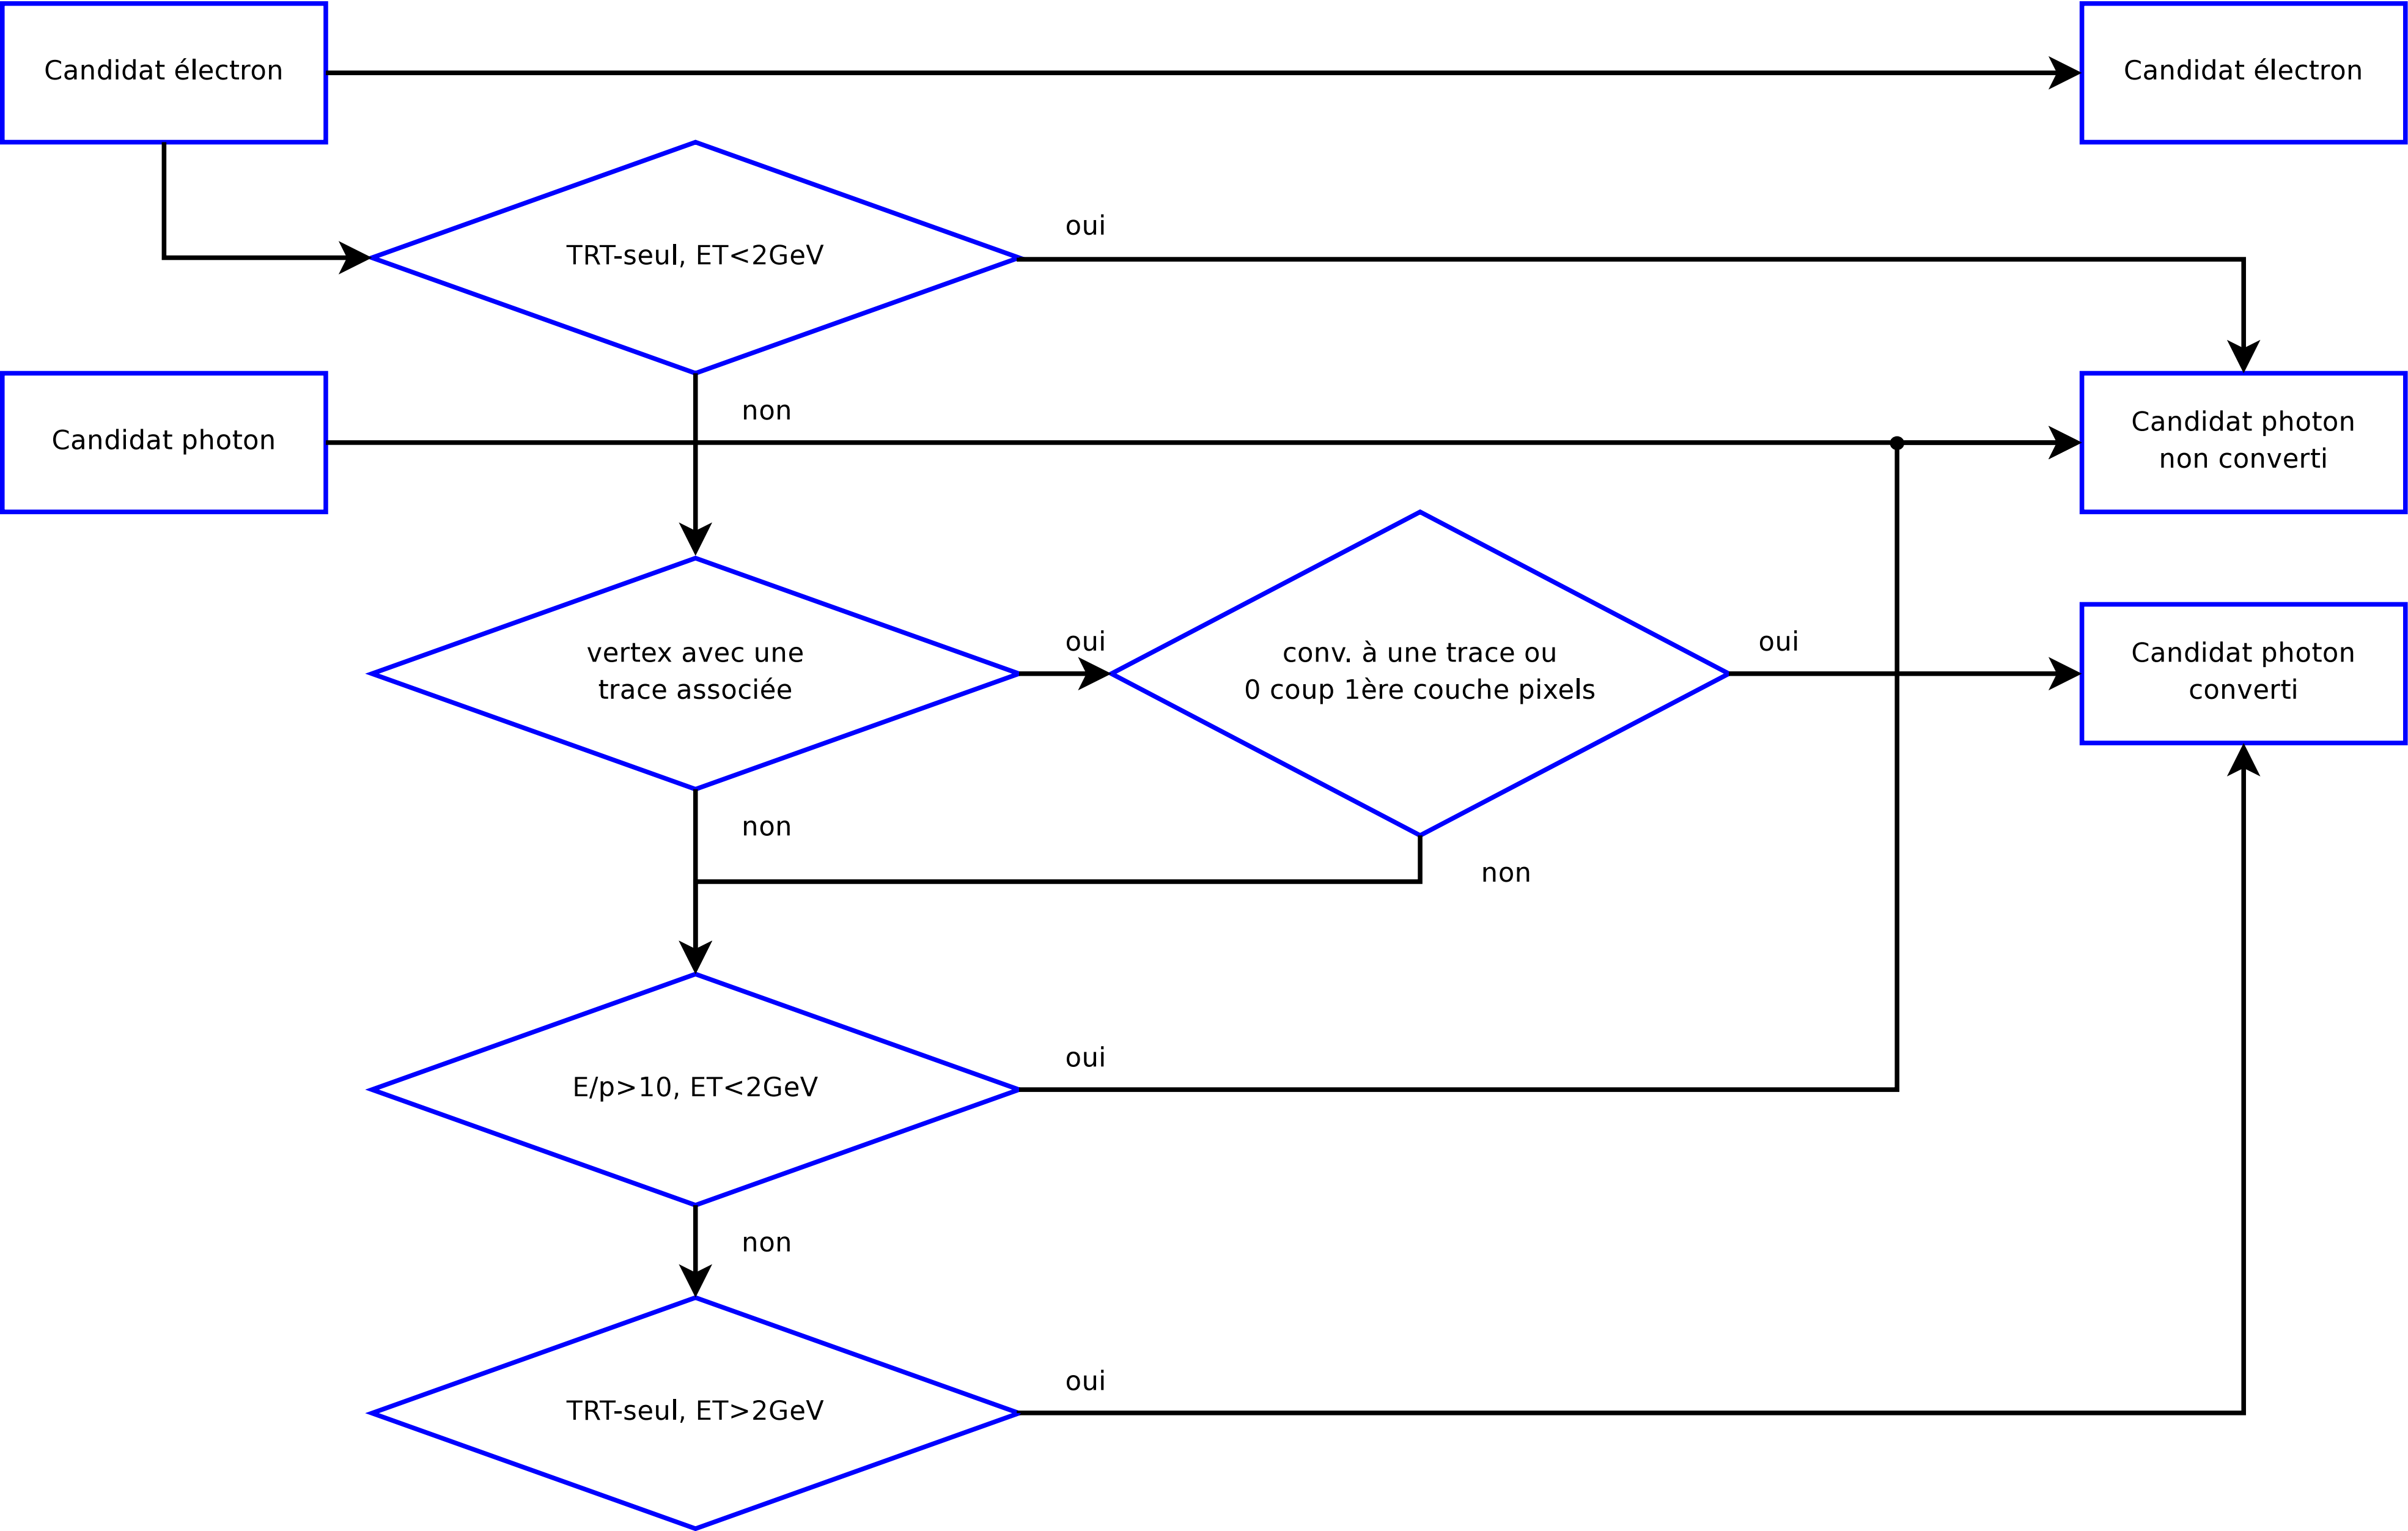 Candidat électron
Candidat électron
TRT-seul, ET<2GeV
oui
non
Candidat photon
Candidat photon
non converti
vertex avec une
trace associée
oui
conv. à une trace ou
0 coup 1ère couche pixels
oui
Candidat photon
converti
non
non
E/p>10, ET<2GeV
oui
non
TRT-seul, ET>2GeV
oui